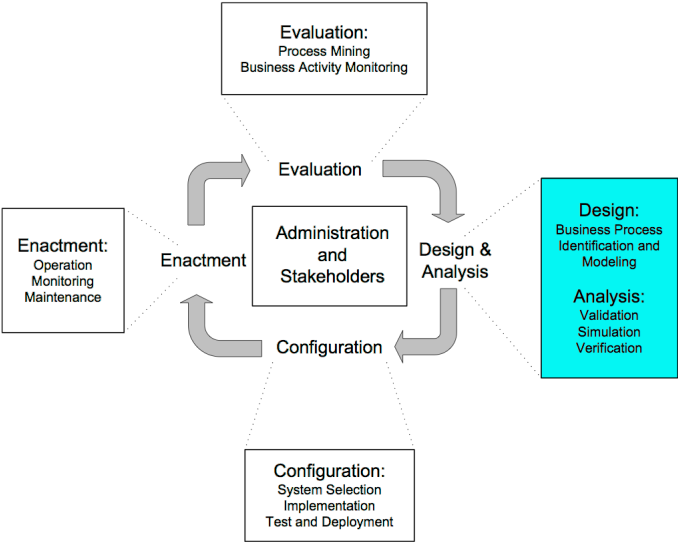 Evaluation:
Process Mining
Business Activity Monitoring
Evaluation
Enactment:
Operation
Monitoring
Maintenance
Enactment
Administration
and
Stakeholders
Design &
Analysis
Design:
Business Process
Identification and
Modeling
Analysis:
Validation
Simulation
Verification
Configuration
Configuration:
System Selection
Implementation
Test and Deployment